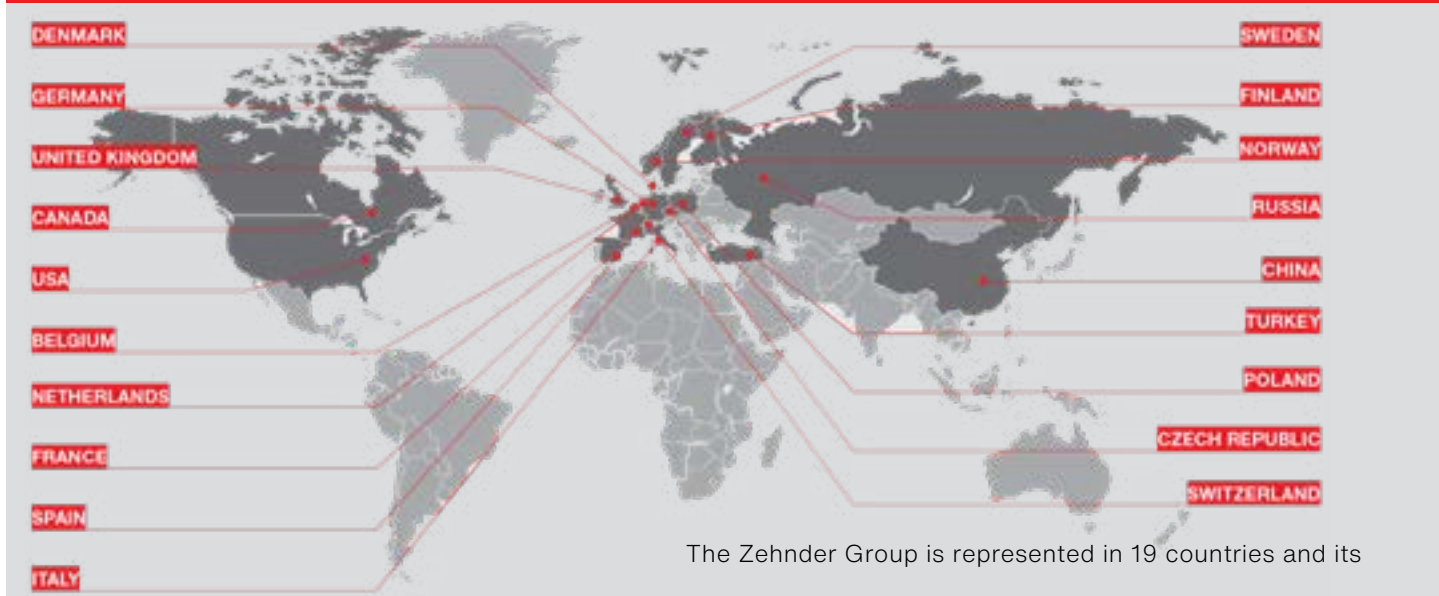 DENMARK
GERMANY
UNITED KINGDOM
CANADA
USA
BELGIUM
NETHERLANDS
FRANCE
SPAIN
ITALY
SWEDEN
FINLAND
NORWAY
RUSSIA
CHINA
TURKEY
POLAND
CZECH REPUBLIC
SWITZERLAND
The Zehnder Group is represented in 19 countries and its